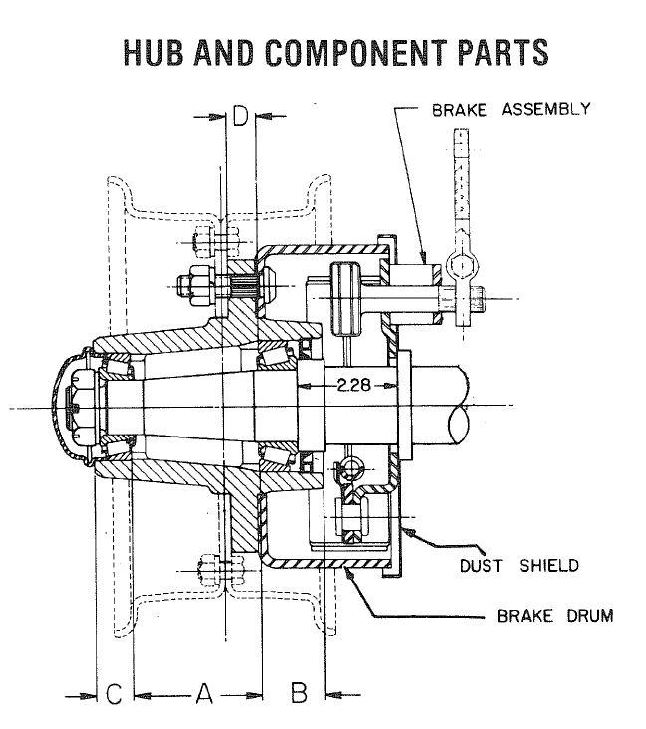 HUB AND COMPONENT PARTS
D
BRAKE ASSEMBLY
2.28
DUST SHIELD
BRAKE DRUM
C
A
B